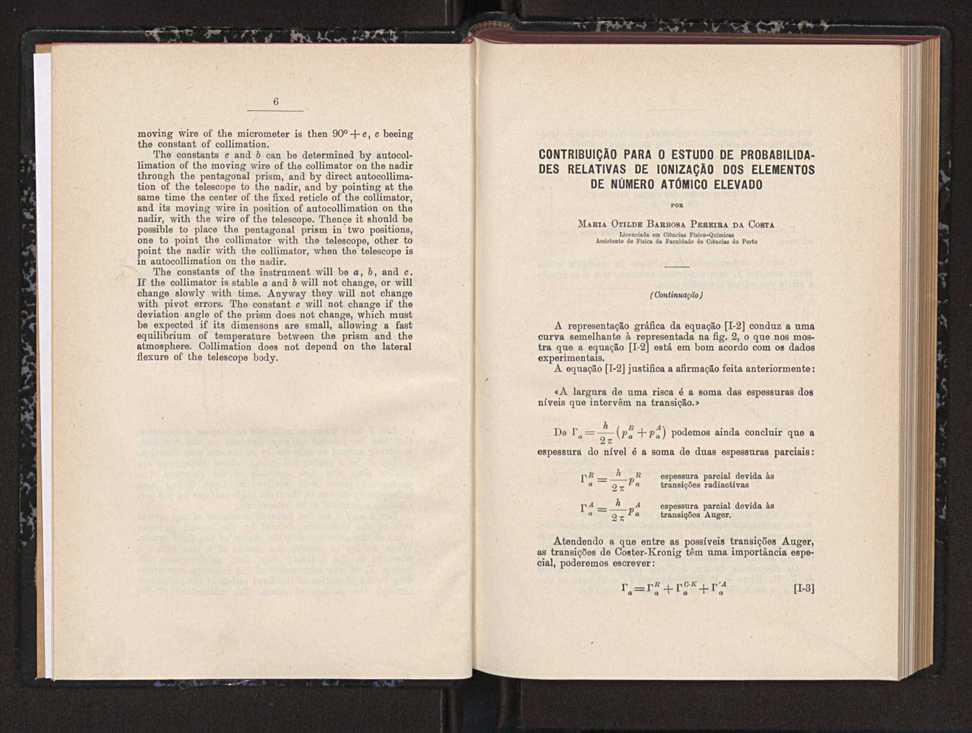 6
moving wire of the micrometer is then 90º + c, c beeing
the constant of collimation.
The constants c and b can be determined by autocol-
limation of the moving wire of the collimator on the nadir
through the pentagonal prism, and by direct autocollima-
tion of the telescope to the nadir, and by pointing at the
same time the center of the fixed reticle of the collimator,
and its moving wire in position of autocollimation on the
nadir, with the wire of the telescope. Thence it should be
possible to place the pentagonal prism in two positions,
one to point the collimator with the telescope, other to
point the nadir with the collimator, when the telescope is
in autocollimation on the nadir.
The constants of the instrument will be a, b, and c.
If the collimator is stable a and b will not change, or will
change slowly with time. Anyway they will not change
with pivot errors. The constant c will not change if the
deviation angle of the prism does not change, which must
be expected if its dimensons are small, allowing a fast
equilibrium of temperature between the prism and the
atmosphere. Collimation does not depend on the lateral
flexure of the telescope body.
CONTRIBUIÇÃO PARA O ESTUDO DE PROBABILIDA-
DES RELATIVAS DE IONIZAÇÃO DOS ELEMENTOS
DE NÚMERO ATÓMICO ELEVADO
POR
MARIA OTILDE BARBOSA PEREIRA DA COSTA
Licenciada em Ciências Físico-Químicas
Assistente de Física da Faculdade de Ciências do Porto
(Continuação)
A representação gráfica da equação [I-2] conduz a uma
curva semelhante à representada na fig. 2, o que nos mos-
tra que a equação [I-2] está em bom acordo com os dados
experimentais.
A equação [I-2] justifica a afirmação feita anteriormente:
«A largura de uma risca é a soma das espessuras dos
níveis que intervêm na transição.»
De Γ_a = h/2π (p_a^R + p_a^A) podemos ainda concluir que a
espessura do nível é a soma de duas espessuras parciais:
Γ_a^R = h/2π p_a^R espessura parcial devida às
transições radiactivas
Γ_a^A = h/2π p_a^A espessura parcial devida às
transições Auger.
Atendendo a que entre as possíveis transições Auger,
as transições de Coster-Kronig têm uma importância espe-
cial, poderemos escrever:
Γ_a = Γ_a^R + Γ_a^{C-K} + Γ'_a^A [I-3]